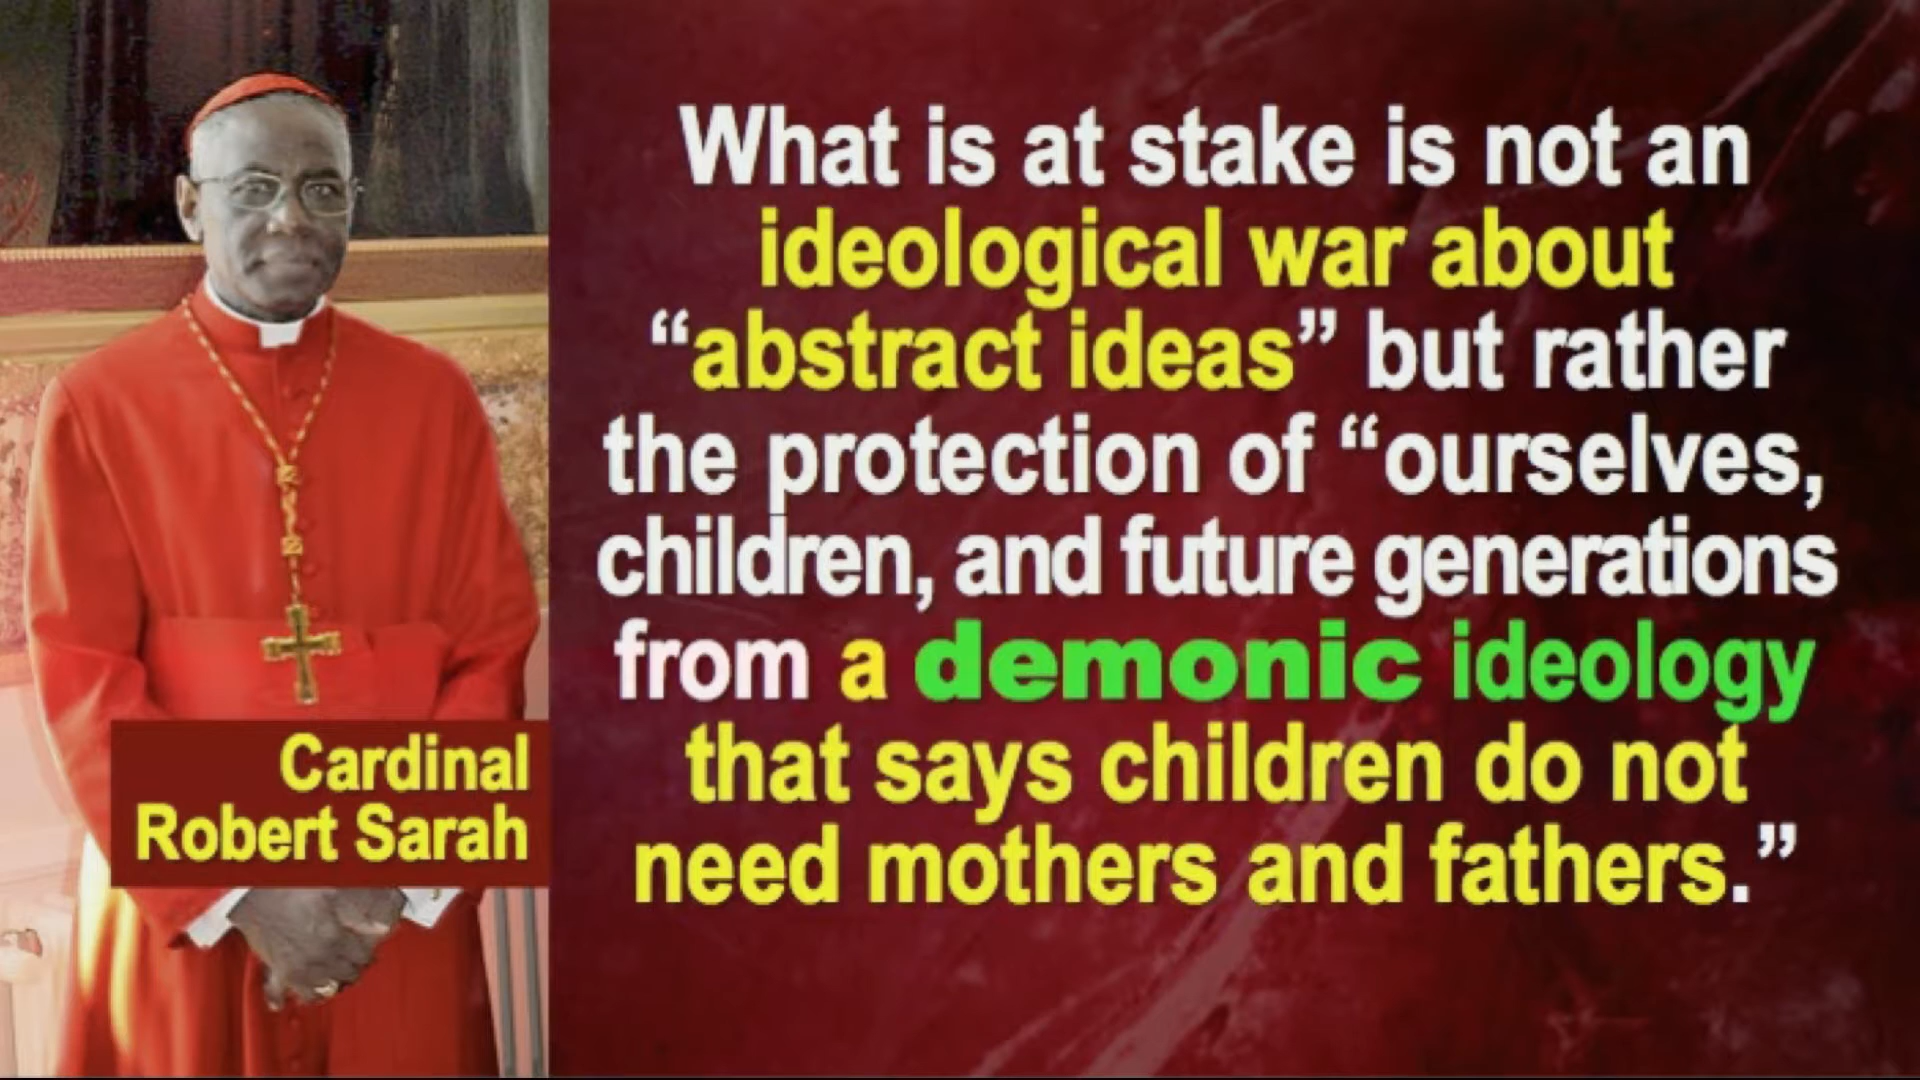 What is at stake is not an
ideological war about
“abstract ideas” but rather
the protection of “ourselves,
children, and future generations
from a demonic ideology
that says children do not
need mothers and fathers.”
Cardinal
Robert Sarah